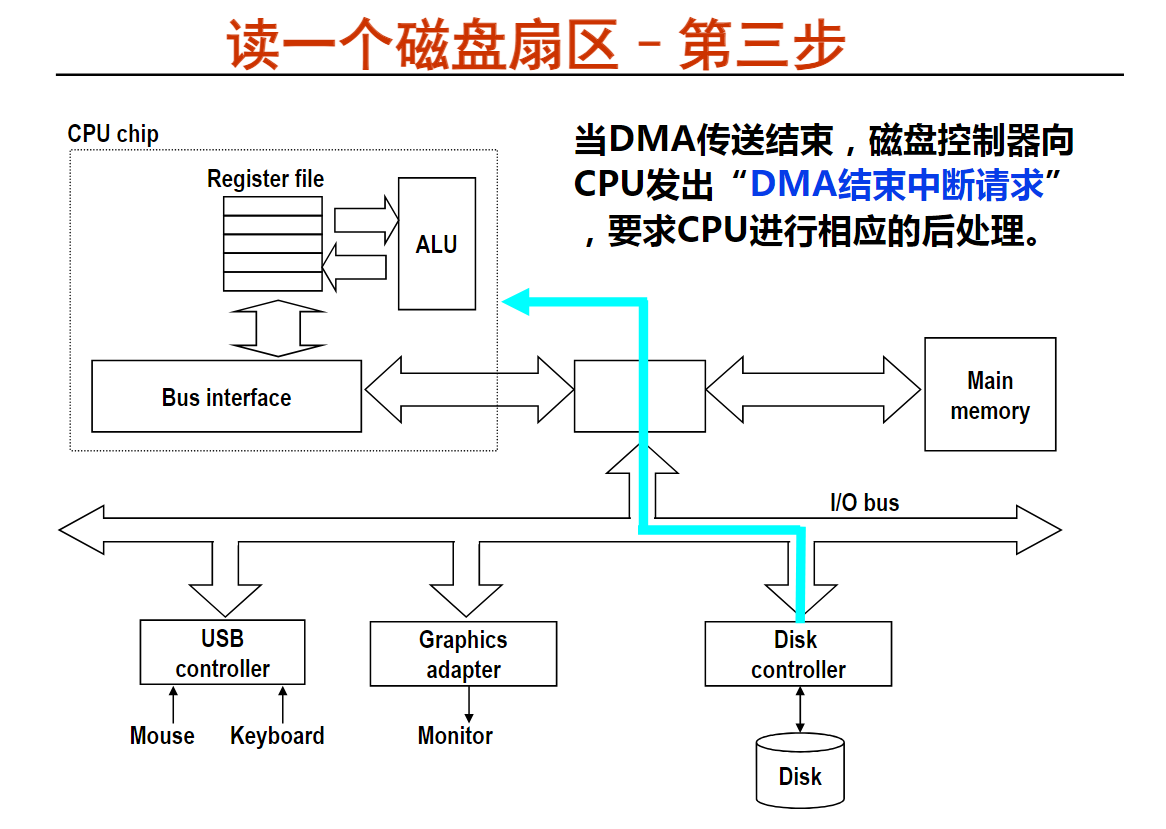 读一个磁盘扇区－第三步
CPU chip
当DMA传送结束，磁盘控制器向
CPU发出“DMA结束中断请求”
，要求CPU进行相应的后处理。
Register file
ALU
Bus interface
Main
memory
I/O bus
USB
controller
Graphics
adapter
Disk
controller
Mouse
Keyboard
Monitor
Disk